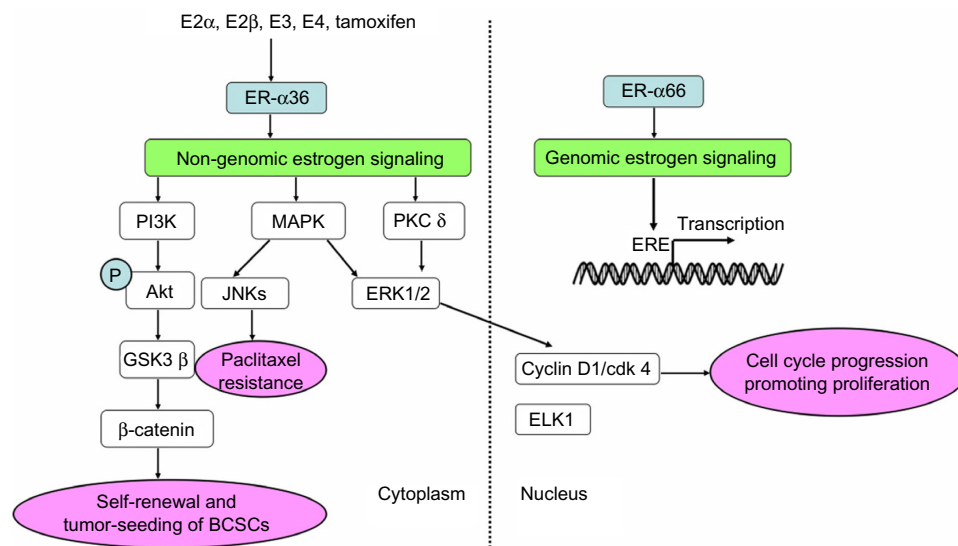 E2α, E2β, E3, E4, tamoxifen
ER-α36
Non-genomic estrogen signaling
PI3K
MAPK
PKC δ
P
Akt
JNKs
ERK1/2
GSK3 β
Paclitaxel
resistance
β-catenin
Self-renewal and
tumor-seeding of BCSCs
Cytoplasm
ER-α66
Genomic estrogen signaling
Transcription
ERE
Cyclin D1/cdk 4
Cell cycle progression
promoting proliferation
ELK1
Nucleus